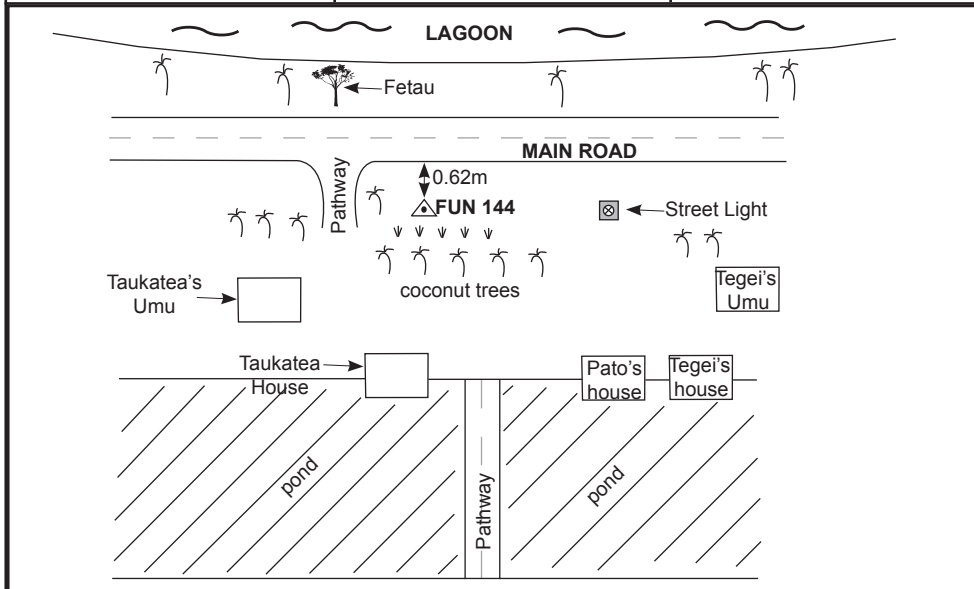 LAGOON
Fetau
MAIN ROAD
Pathway
0.62m
FUN 144
Street Light
coconut trees
Taukatea's
Umu
Tegei's
Umu
Taukatea
House
Pato's
house
Tegei's
house
pond
Pathway
pond